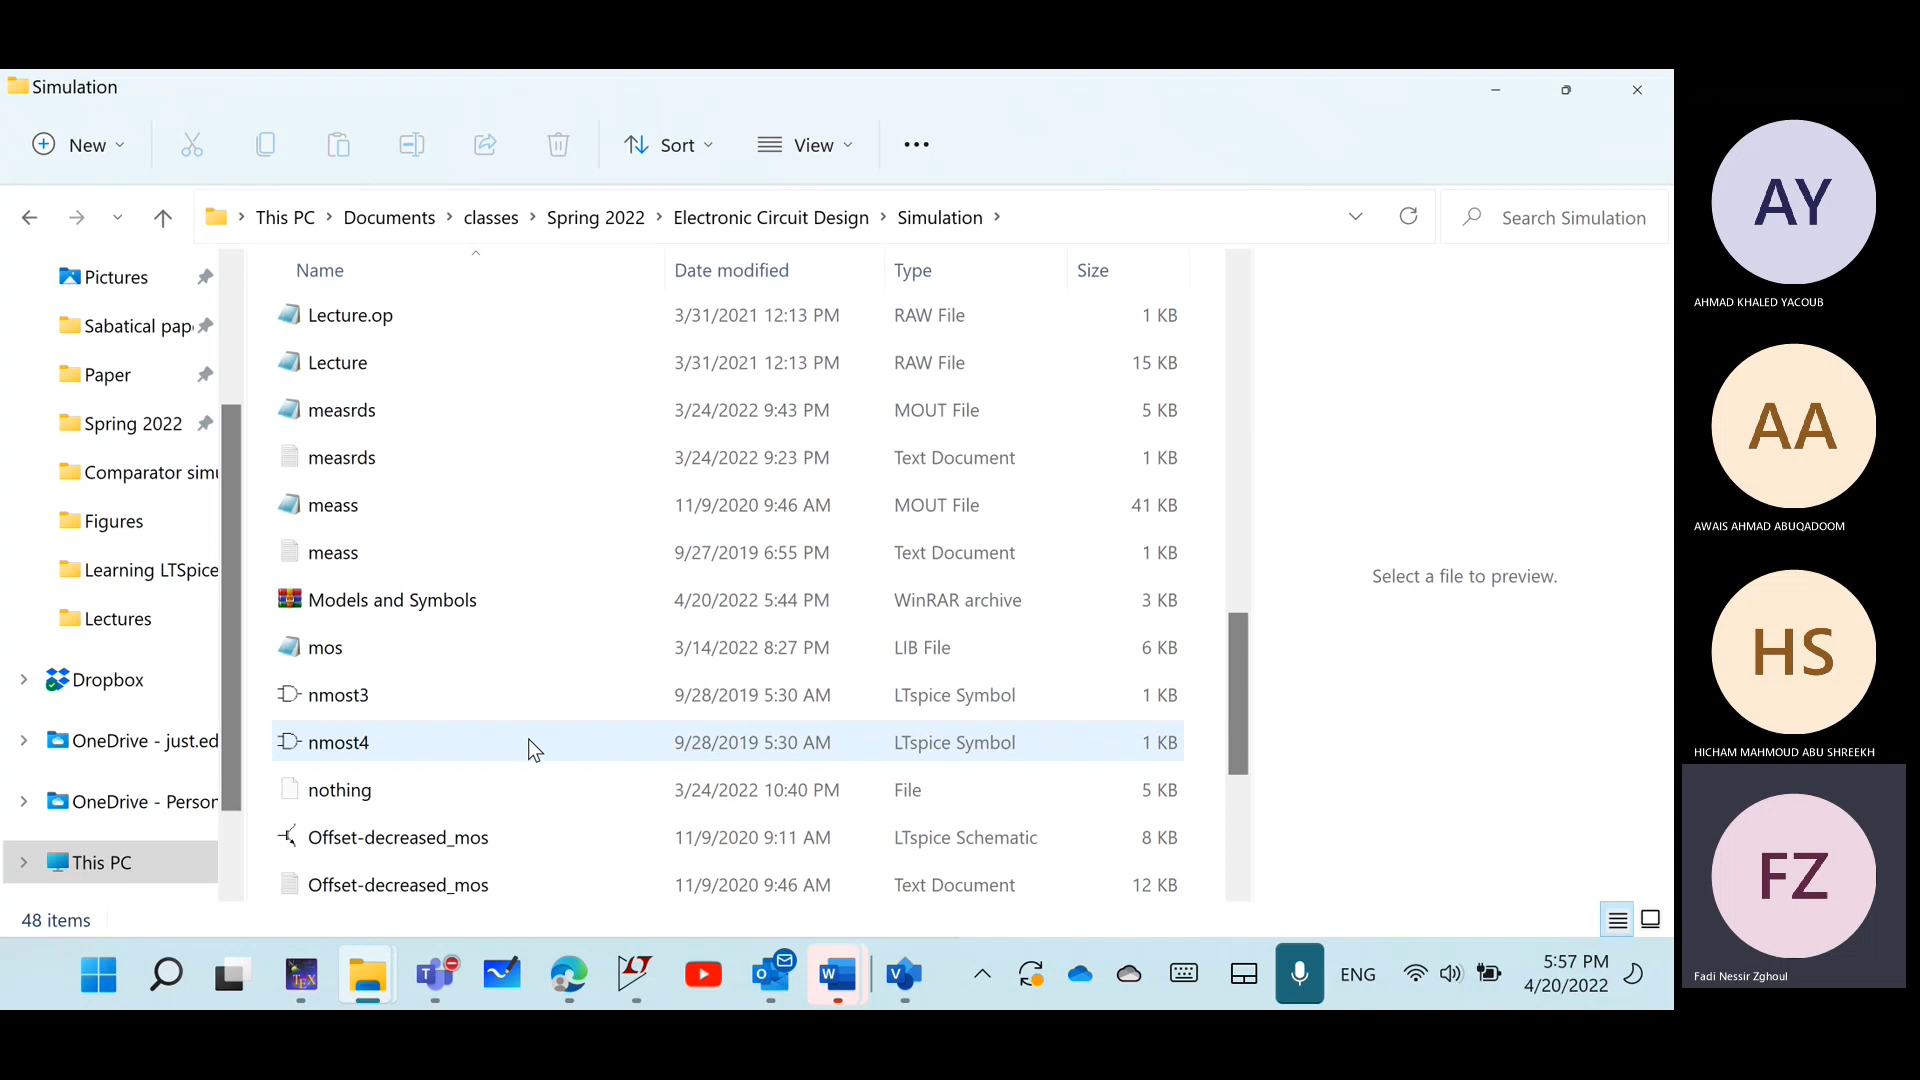 Simulation
New
Sort
View
This PC
Documents
classes
Spring 2022
Electronic Circuit Design
Simulation
Search Simulation
Pictures
Sabatical pap
Paper
Spring 2022
Comparator simu
Figures
Learning LTSpice
Lectures
Dropbox
OneDrive - just.ed
OneDrive - Person
This PC
Name Date modified Type Size
Lecture.op 3/31/2021 12:13 PM RAW File 1 KB
Lecture 3/31/2021 12:13 PM RAW File 15 KB
measrds 3/24/2022 9:43 PM MOUT File 5 KB
measrds 3/24/2022 9:23 PM Text Document 1 KB
meass 11/9/2020 9:46 AM MOUT File 41 KB
meass 9/27/2019 6:55 PM Text Document 1 KB
Models and Symbols 4/20/2022 5:44 PM WinRAR archive 3 KB
mos 3/14/2022 8:27 PM LIB File 6 KB
nmost3 9/28/2019 5:30 AM LTspice Symbol 1 KB
nmost4 9/28/2019 5:30 AM LTspice Symbol 1 KB
nothing 3/24/2022 10:40 PM File 5 KB
Offset-decreased_mos 11/9/2020 9:11 AM LTspice Schematic 8 KB
Offset-decreased_mos 11/9/2020 9:46 AM Text Document 12 KB
Select a file to preview.
48 items
TEX
T
O
W
V
ENG
5:57 PM
4/20/2022
AY
AHMAD KHALED YACOUB
AA
AWAIS AHMAD ABUQADOOM
HS
HICHAM MAHMOUD ABU SHREEKH
FZ
Fadi Nessir Zghoul